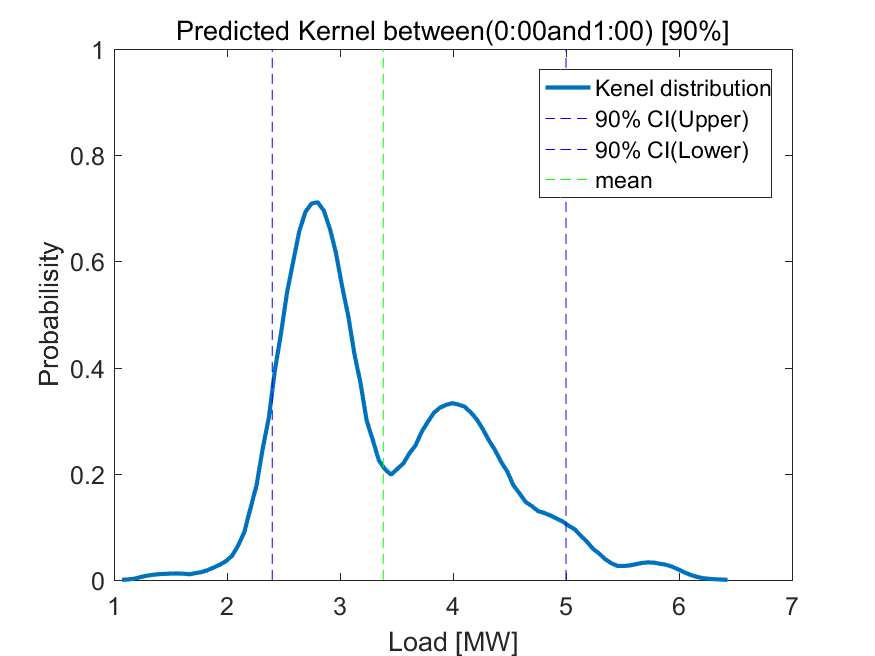 Predicted Kernel between(0:00and1:00) [90%]
Kenel distribution
90% CI(Upper)
90% CI(Lower)
mean
Probabilisity
1
0.8
0.6
0.4
0.2
0
1 2 3 4 5 6 7
Load [MW]